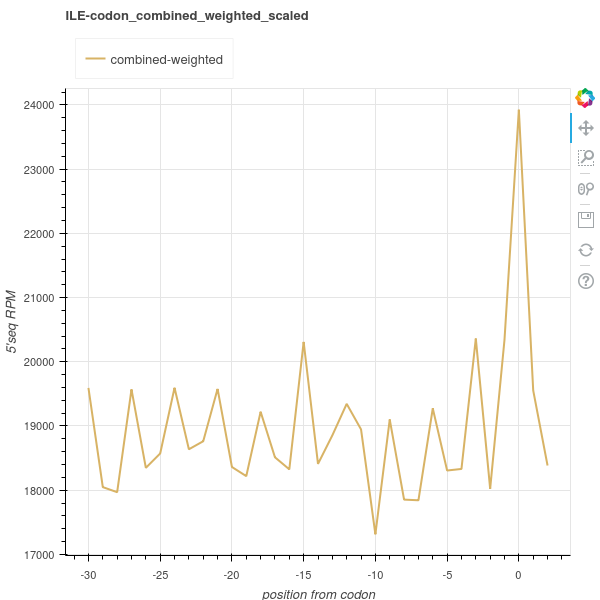 ILE-codon_combined_weighted_scaled
combined-weighted
24000
23000
22000
21000
20000
19000
18000
17000
5'seq RPM
-30 -25 -20 -15 -10 -5 0
position from codon